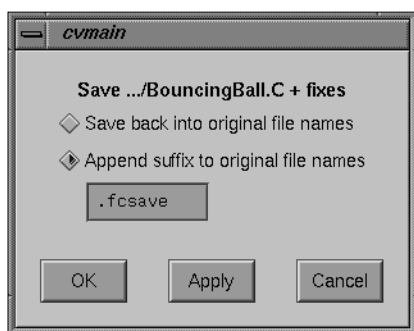 cvmain
Save .../BouncingBall.C + fixes
Save back into original file names
Append suffix to original file names
.fcsave
OK Apply Cancel